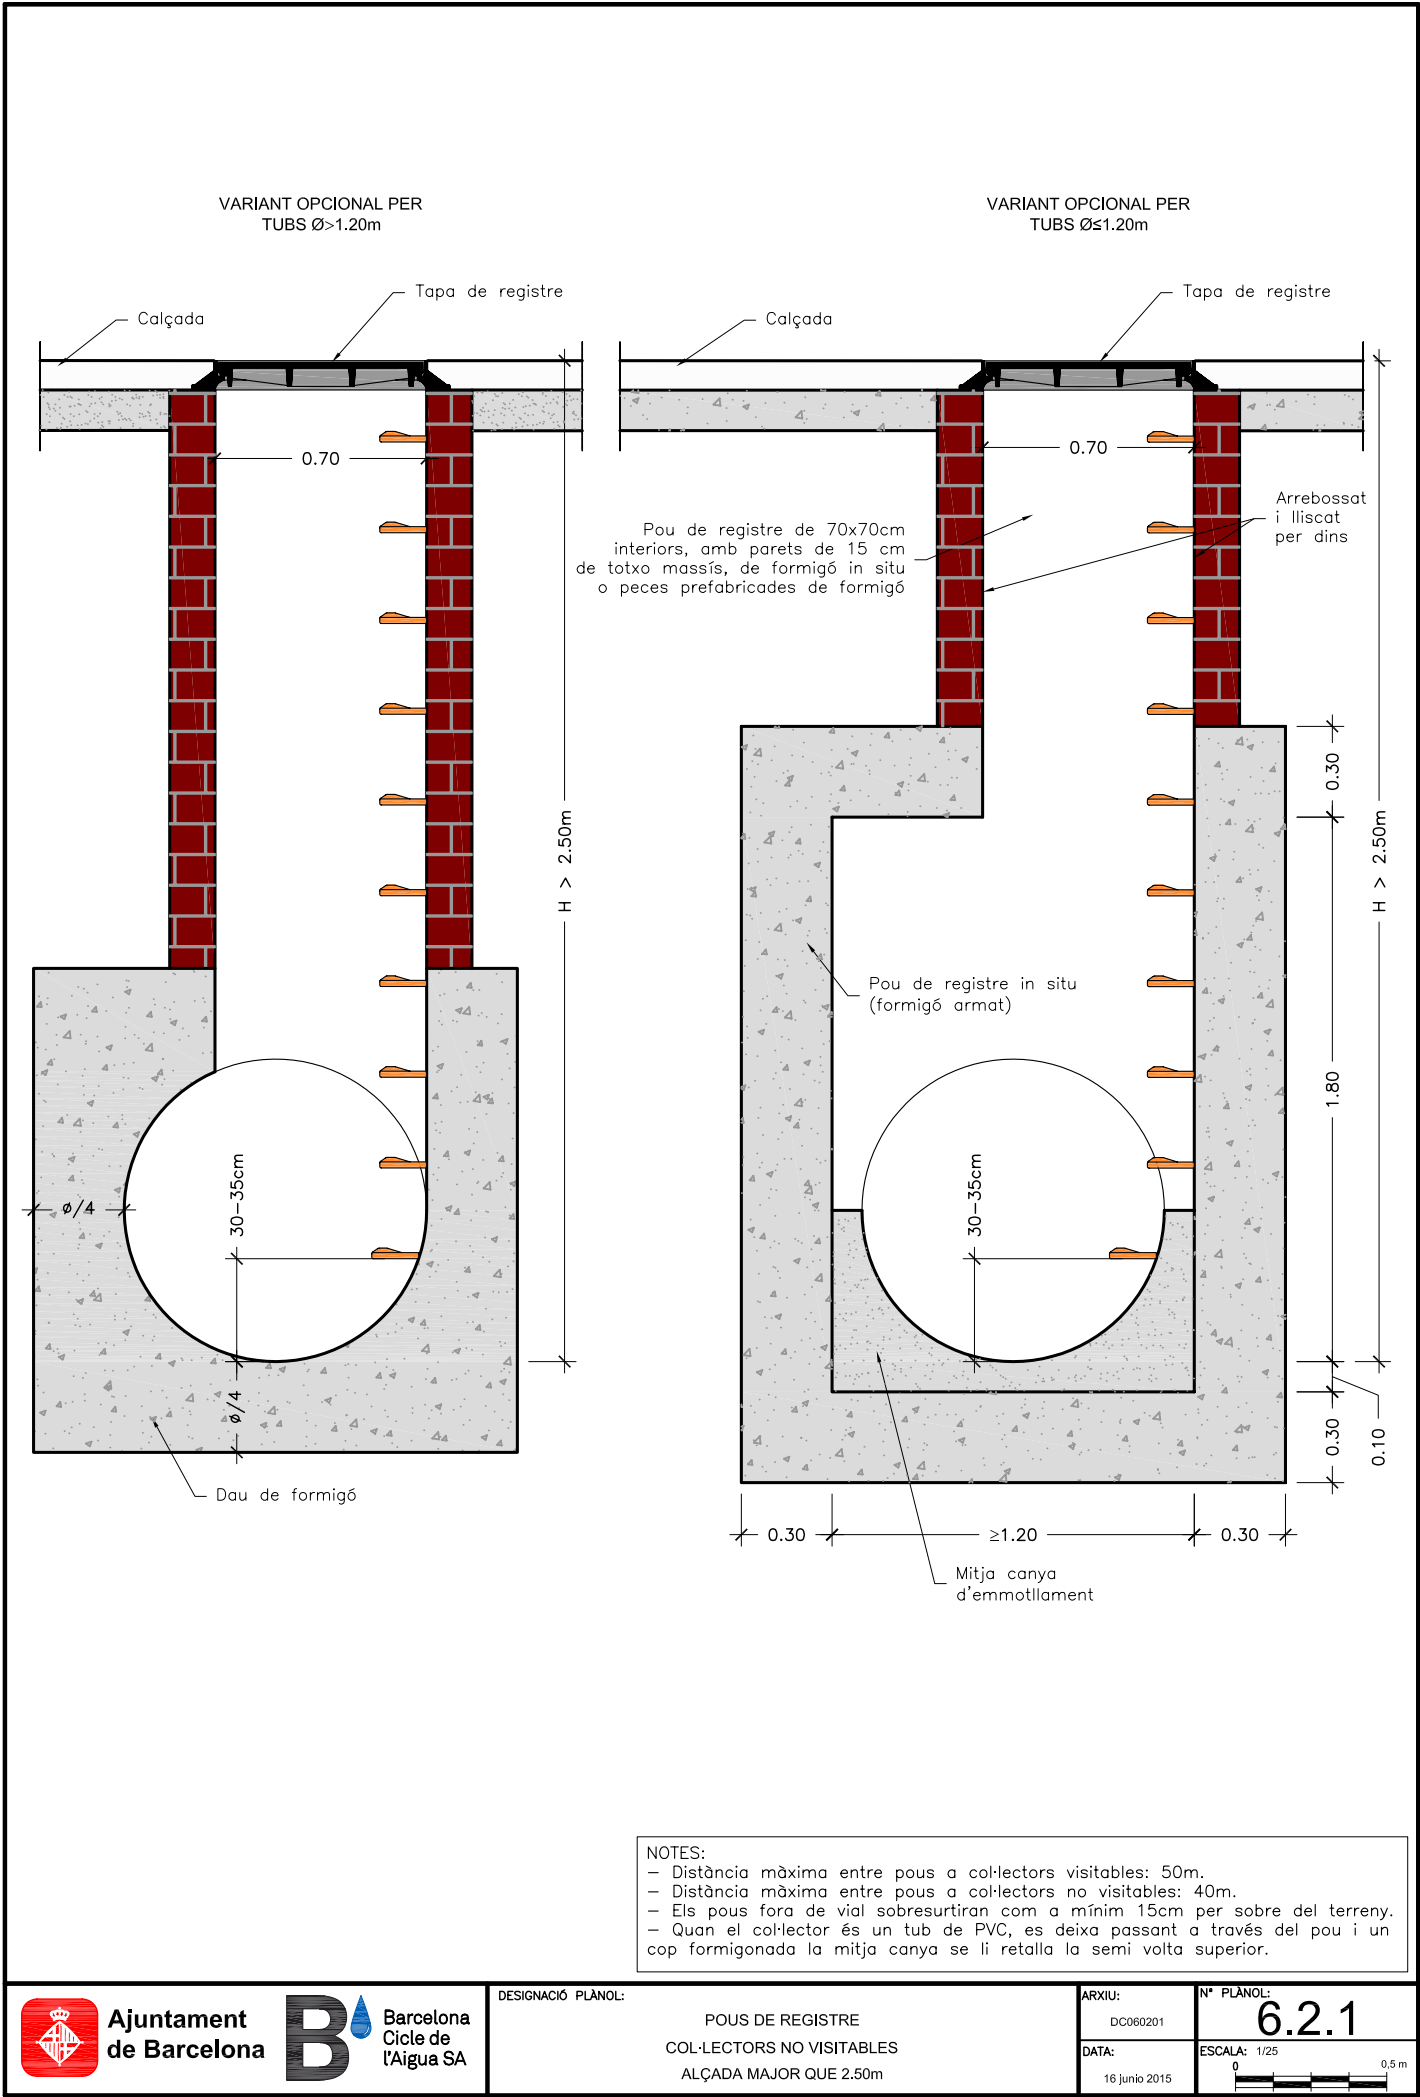 VARIANT OPCIONAL PER
TUBS Ø>1.20m
VARIANT OPCIONAL PER
TUBS Ø≤1.20m
Tapa de registre
Calçada
Tapa de registre
Calçada
0.70
0.70
Pou de registre de 70x70cm
interiors, amb parets de 15 cm
de totxo massís, de formigó in situ
o peces prefabricades de formigó
Arrebossat
i lliscat
per dins
0.30
H > 2.50m
H > 2.50m
Pou de registre in situ
(formigó armat)
1.80
30-35cm
30-35cm
ø/4
ø/4
0.30
0.10
Dau de formigó
0.30
≥1.20
0.30
Mitja canya
d'emmotllament
NOTES:
- Distància màxima entre pous a col·lectors visitables: 50m.
- Distància màxima entre pous a col·lectors no visitables: 40m.
- Els pous fora de vial sobresurtiran com a mínim 15cm per sobre del terreny.
- Quan el col·lector és un tub de PVC, es deixa passant a través del pou i un
cop formigonada la mitja canya se li retalla la semi volta superior.
Ajuntament
de Barcelona
B
Barcelona
Cicle de
l'Aigua SA
DESIGNACIÓ PLÀNOL:
POUS DE REGISTRE
COL·LECTORS NO VISITABLES
ALÇADA MAJOR QUE 2.50m
ARXIU:
DC060201
DATA:
16 junio 2015
Nº PLÀNOL:
6.2.1
ESCALA: 1/25
0
0,5 m